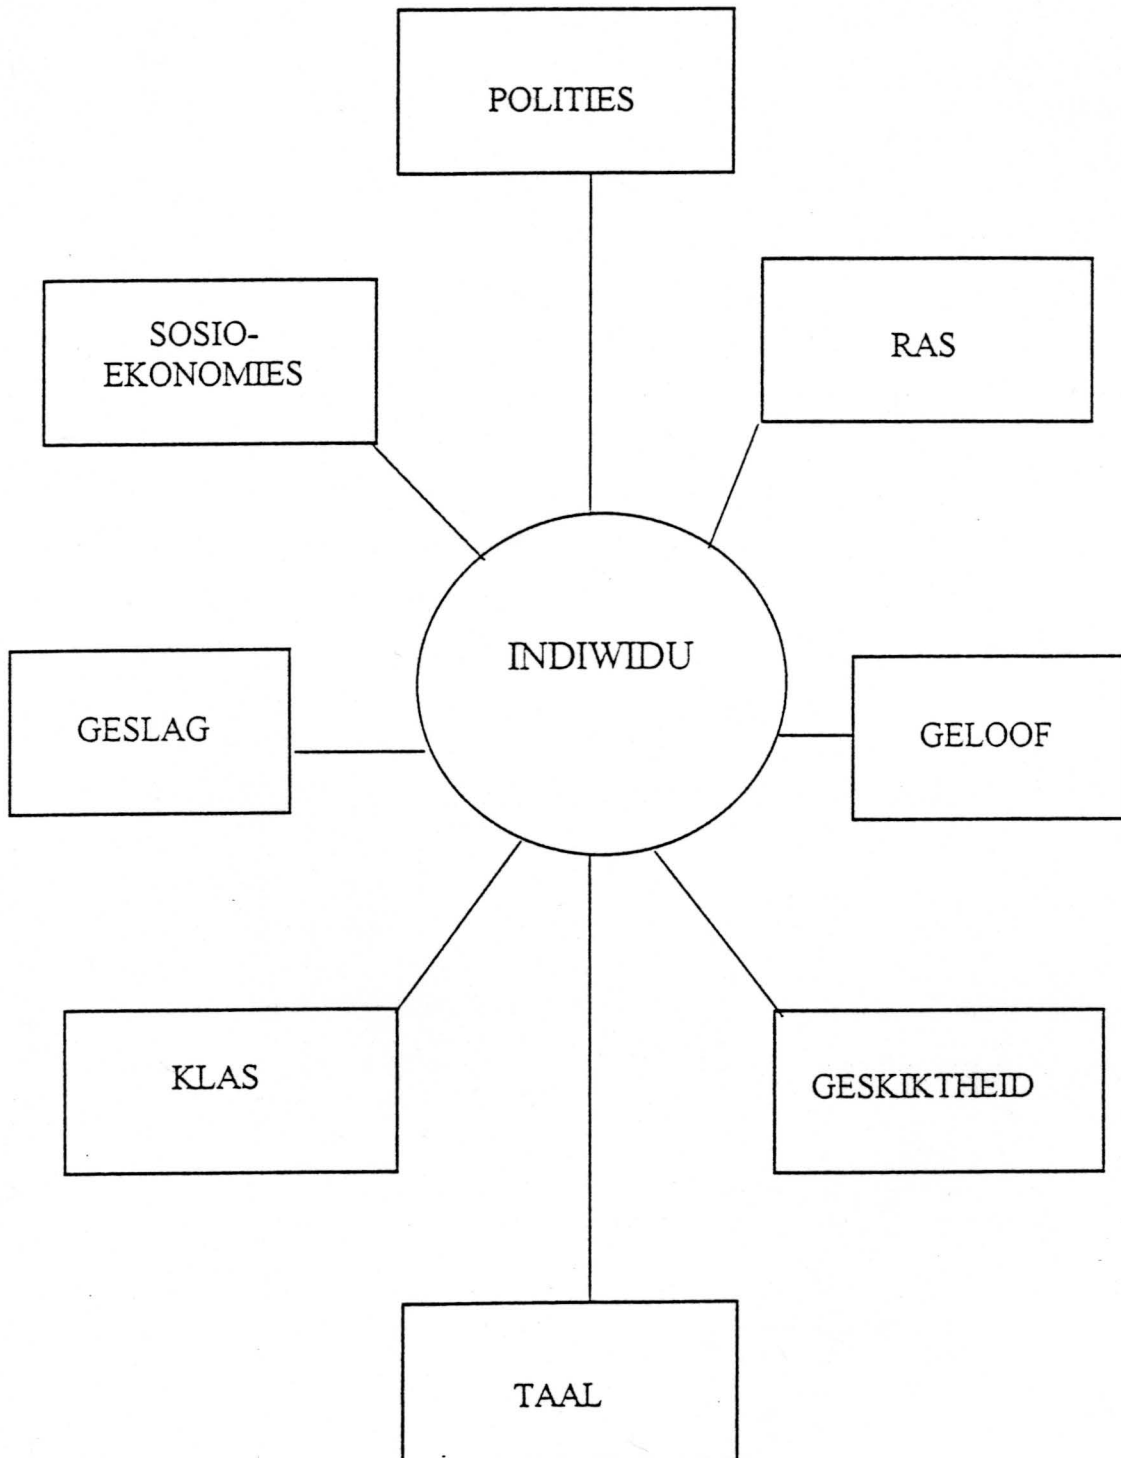 POLITIES
SOSIO-
EKONOMIES
RAS
INDIWIDU
GESLAG
GELOOF
KLAS
GESKIKTHEID
TAAL